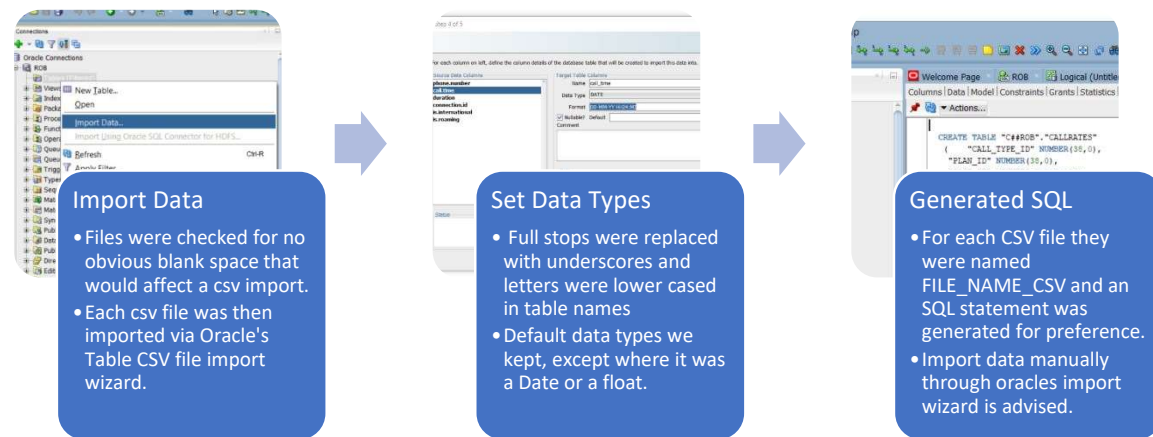 Connections
Oracle Connections
ROB
New Table...
Open
Import Data...
Import Using Oracle SQL Connector for HDFS...
Refresh Ctrl-R
Apply Filter
Import Data
•Files were checked for no
obvious blank space that
would affect a csv import.
•Each csv file was then
imported via Oracle's
Table CSV file import
wizard.
Step 4 of 5
For each column on left, define the column details of the database table that will be created to import this data into.
Source Data Columns
phone.number
call.time
duration
connection.id
is.international
is.roaming
Target Table Columns
Name call_time
Data Type DATE
Format
Nullable? Default
Comment
Status
Set Data Types
• Full stops were replaced
with underscores and
letters were lower cased
in table names
•Default data types we
kept, except where it was
a Date or a float.
Welcome Page ROB Logical (Untitle
Columns Data Model Constraints Grants Statistics
Actions...
CREATE TABLE "C##ROB"."CALLRATES"
( "CALL_TYPE_ID" NUMBER(38,0),
"PLAN_ID" NUMBER(38,0),
Generated SQL
•For each CSV file they
were named
FILE_NAME_CSV and an
SQL statement was
generated for preference.
•Import data manually
through oracles import
wizard is advised.